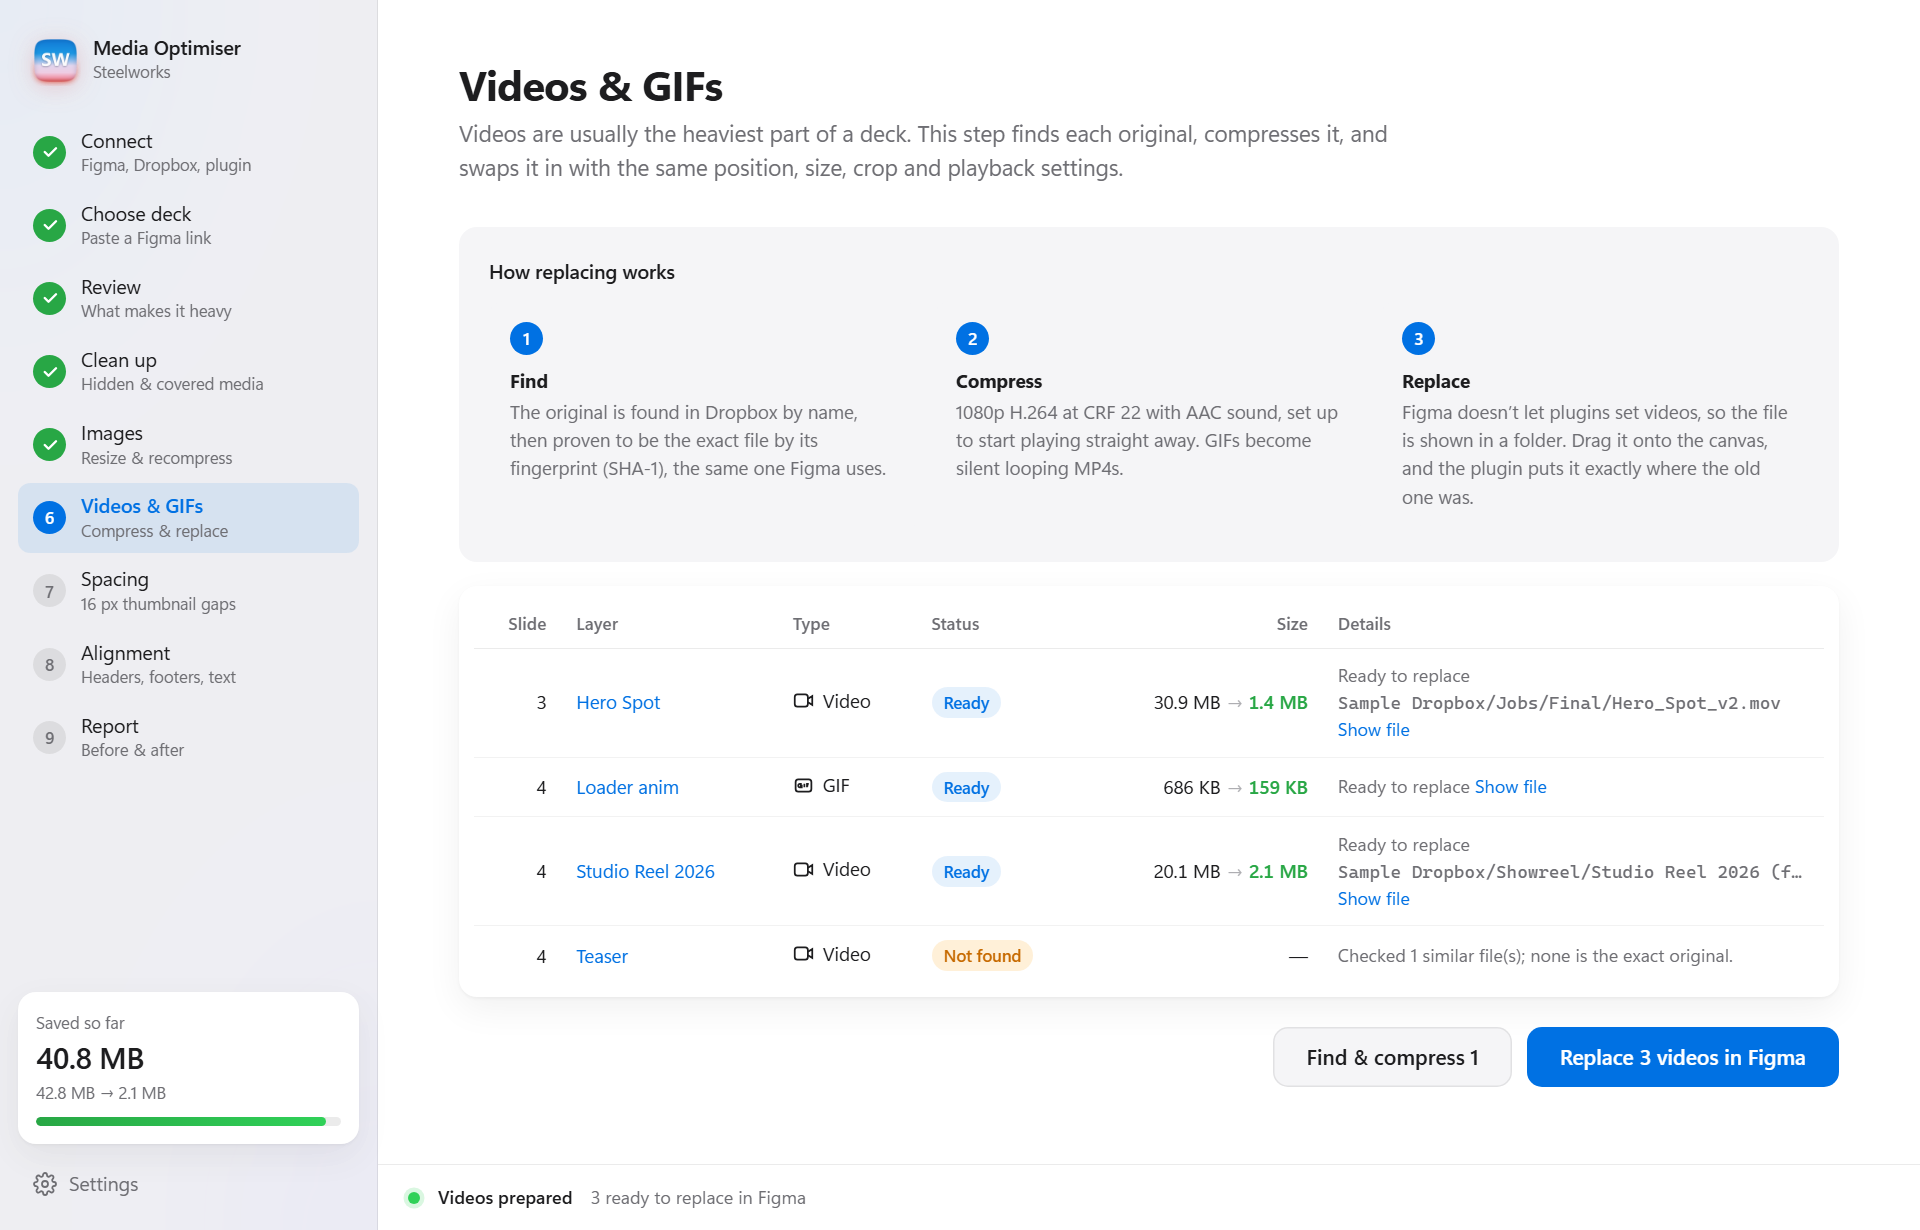 SW
Media Optimiser
Steelworks
Connect
Figma, Dropbox, plugin
Choose deck
Paste a Figma link
Review
What makes it heavy
Clean up
Hidden & covered media
Images
Resize & recompress
6
Videos & GIFs
Compress & replace
7
Spacing
16 px thumbnail gaps
8
Alignment
Headers, footers, text
9
Report
Before & after
Saved so far
40.8 MB
42.8 MB → 2.1 MB
Settings
Videos & GIFs
Videos are usually the heaviest part of a deck. This step finds each original, compresses it, and
swaps it in with the same position, size, crop and playback settings.
How replacing works
1
Find
The original is found in Dropbox by name,
then proven to be the exact file by its
fingerprint (SHA-1), the same one Figma uses.
2
Compress
1080p H.264 at CRF 22 with AAC sound, set up
to start playing straight away. GIFs become
silent looping MP4s.
3
Replace
Figma doesn’t let plugins set videos, so the file
is shown in a folder. Drag it onto the canvas,
and the plugin puts it exactly where the old
one was.
Slide Layer Type Status Size Details
3 Hero Spot Video Ready 30.9 MB → 1.4 MB Ready to replace
Sample Dropbox/Jobs/Final/Hero_Spot_v2.mov
Show file
4 Loader anim GIF GIF Ready 686 KB → 159 KB Ready to replace Show file
4 Studio Reel 2026 Video Ready 20.1 MB → 2.1 MB Ready to replace
Sample Dropbox/Showreel/Studio Reel 2026 (f…
Show file
4 Teaser Video Not found — Checked 1 similar file(s); none is the exact original.
Find & compress 1
Replace 3 videos in Figma
Videos prepared 3 ready to replace in Figma